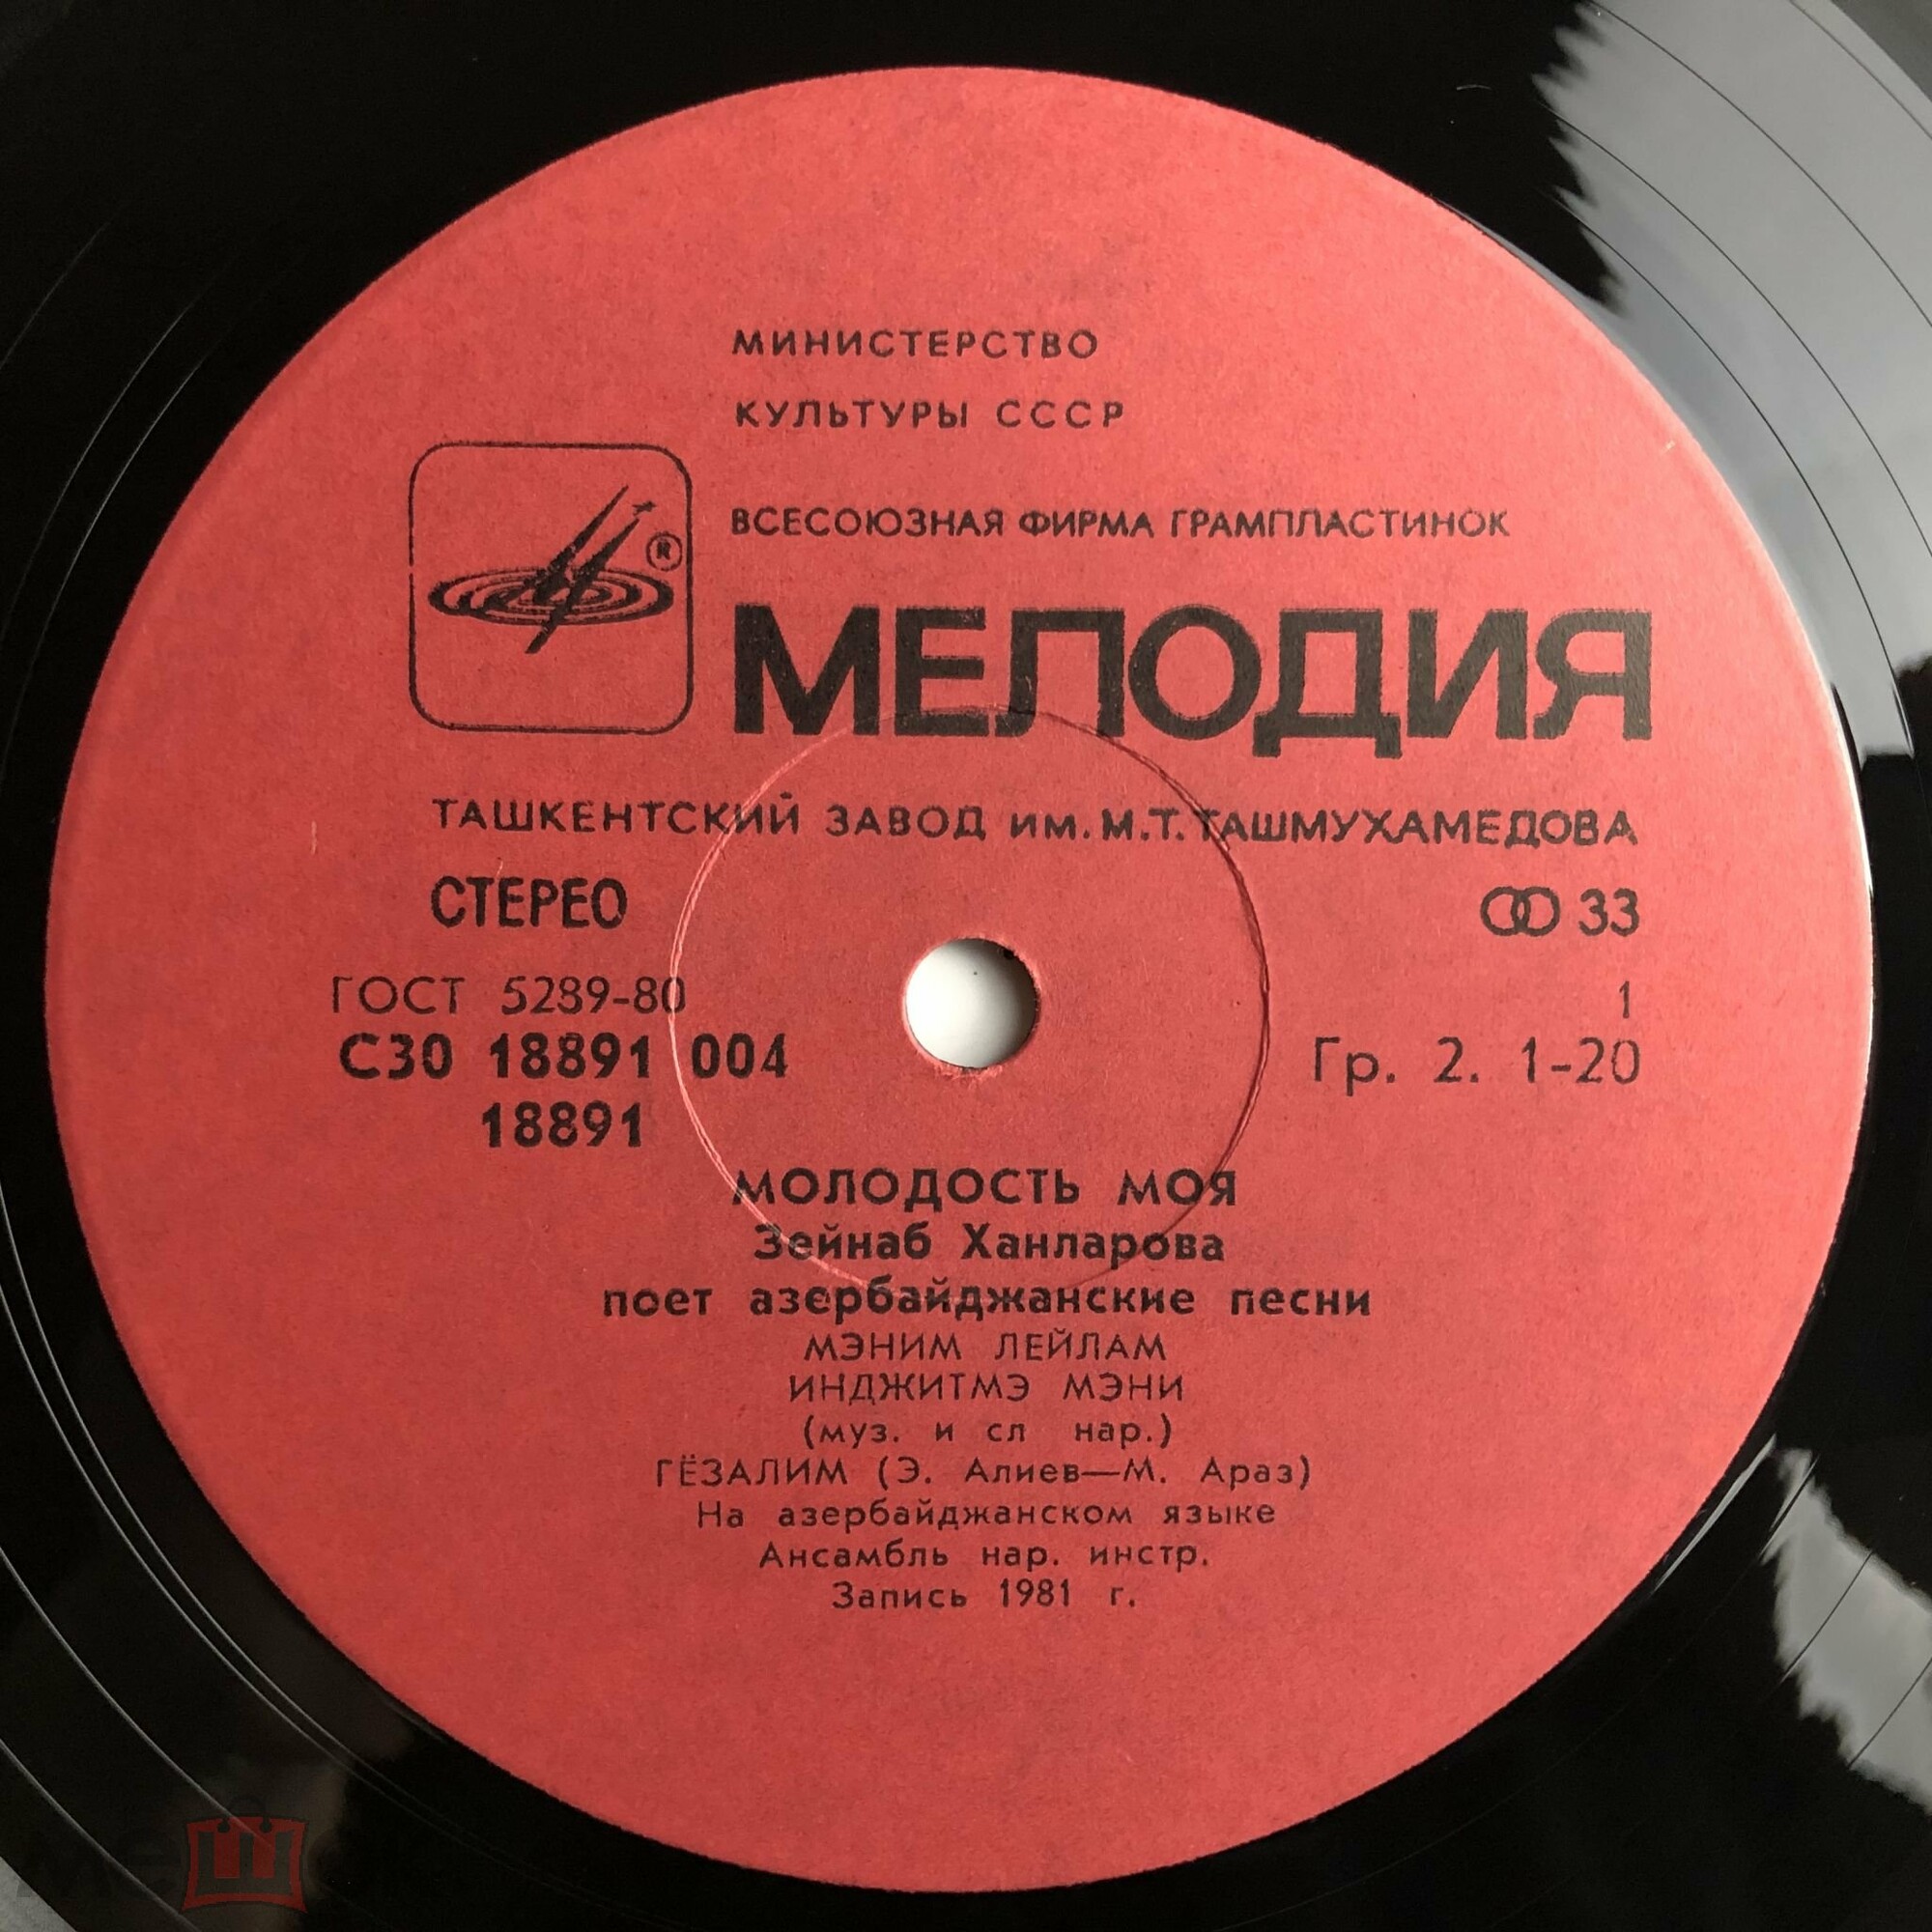 МИНИСТЕРСТВО
КУЛЬТУРЫ СССР
ВСЕСОЮЗНАЯ ФИРМА ГРАМПЛАСТИНОК
®
МЕЛОДИЯ
ТАШКЕНТСКИЙ ЗАВОД ИМ. М.Т. ТАШМУХАМЕДОВА
СТЕРЕО 33
ГОСТ 5289-80 1
С30 18891 004 Гр. 2. 1-20
18891
МОЛОДОСТЬ МОЯ
Зейнаб Ханларова
поет азербайджанские песни
МЭНИМ ЛЕЙЛАМ
ИНДЖИТМЭ МЭНИ
(муз. и сл нар.)
ГЁЗАЛИМ (Э. Алиев—М. Араз)
На азербайджанском языке
Ансамбль нар. инстр.
Запись 1981 г.
мешок